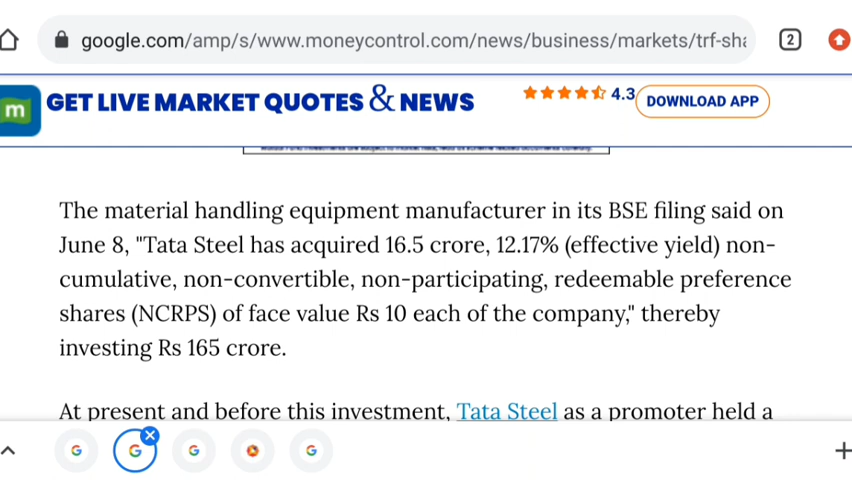 google.com/amp/s/www.moneycontrol.com/news/business/markets/trf-sha
2
m
GET LIVE MARKET QUOTES & NEWS
4.3
DOWNLOAD APP
The material handling equipment manufacturer in its BSE filing said on
June 8, "Tata Steel has acquired 16.5 crore, 12.17% (effective yield) non-
cumulative, non-convertible, non-participating, redeemable preference
shares (NCRPS) of face value Rs 10 each of the company," thereby
investing Rs 165 crore.
At present and before this investment, Tata Steel as a promoter held a
G
G
G
G